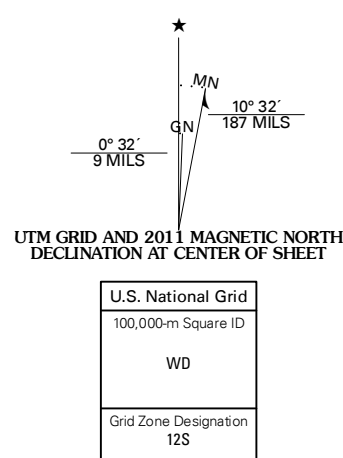 ★
MN
10° 32´
187 MILS
GN
0° 32´
9 MILS
UTM GRID AND 2011 MAGNETIC NORTH
DECLINATION AT CENTER OF SHEET
U.S. National Grid
100,000-m Square ID
WD
Grid Zone Designation
12S